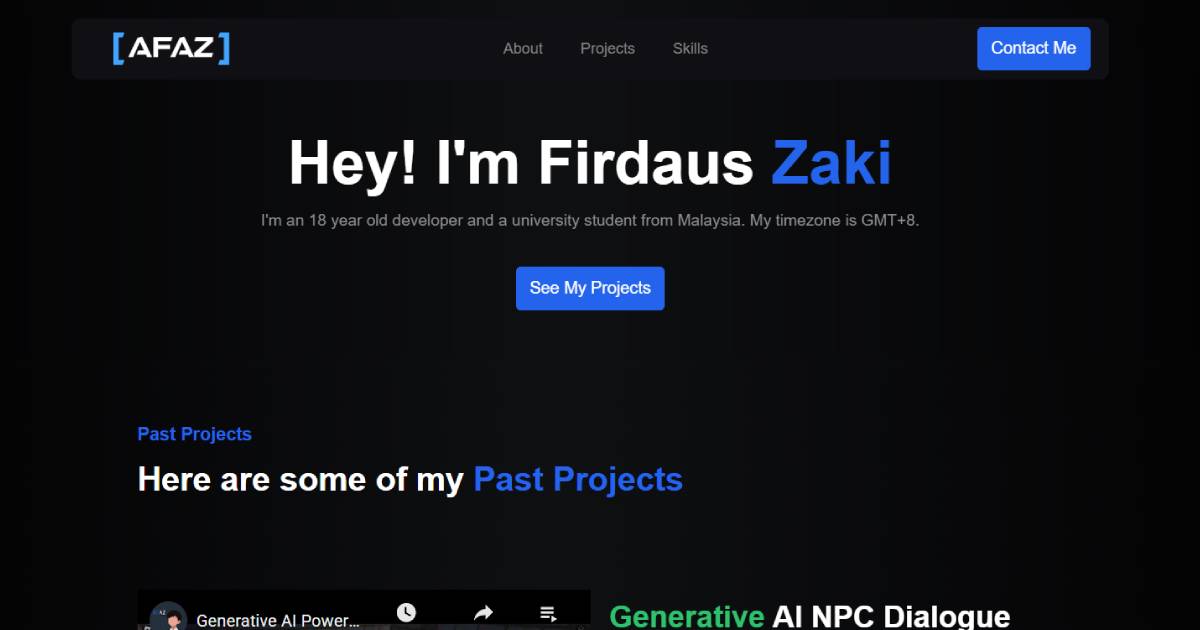 [AFAZ]
About Projects Skills
Contact Me
Hey! I'm Firdaus Zaki
I'm an 18 year old developer and a university student from Malaysia. My timezone is GMT+8.
See My Projects
Past Projects
Here are some of my Past Projects
Generative AI Power...
Generative AI NPC Dialogue